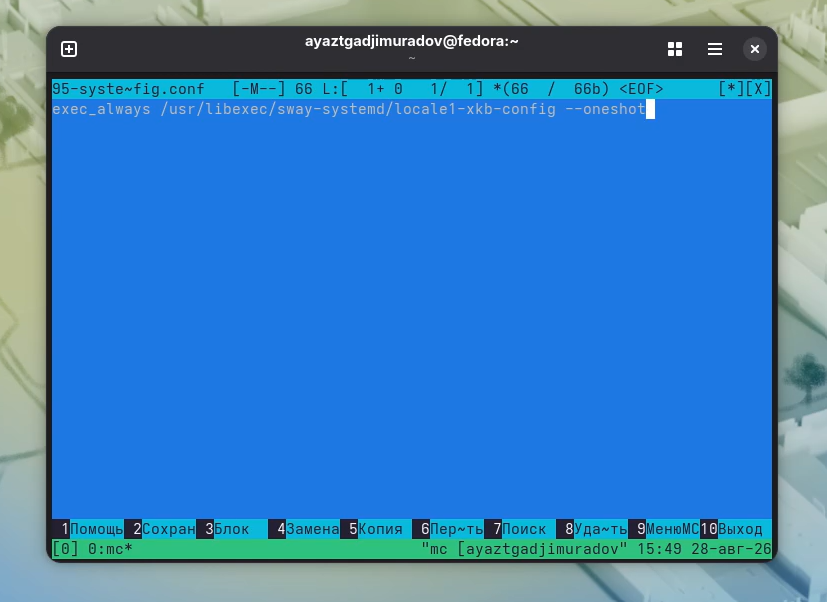 ayaztgadjimuradov@fedora:~
~
95-syste~fig.conf   [-M--] 66 L:[  1+ 0   1/  1] *(66  /  66b) <EOF>      [*][X]
exec_always /usr/libexec/sway-systemd/locale1-xkb-config --oneshot
1Помощь 2Сохран 3Блок 4Замена 5Копия 6Пер~ть 7Поиск 8Уда~ть 9МенюMC 10Выход
[0] 0:mc* "mc [ayaztgadjimuradov" 15:49 28-авг-26